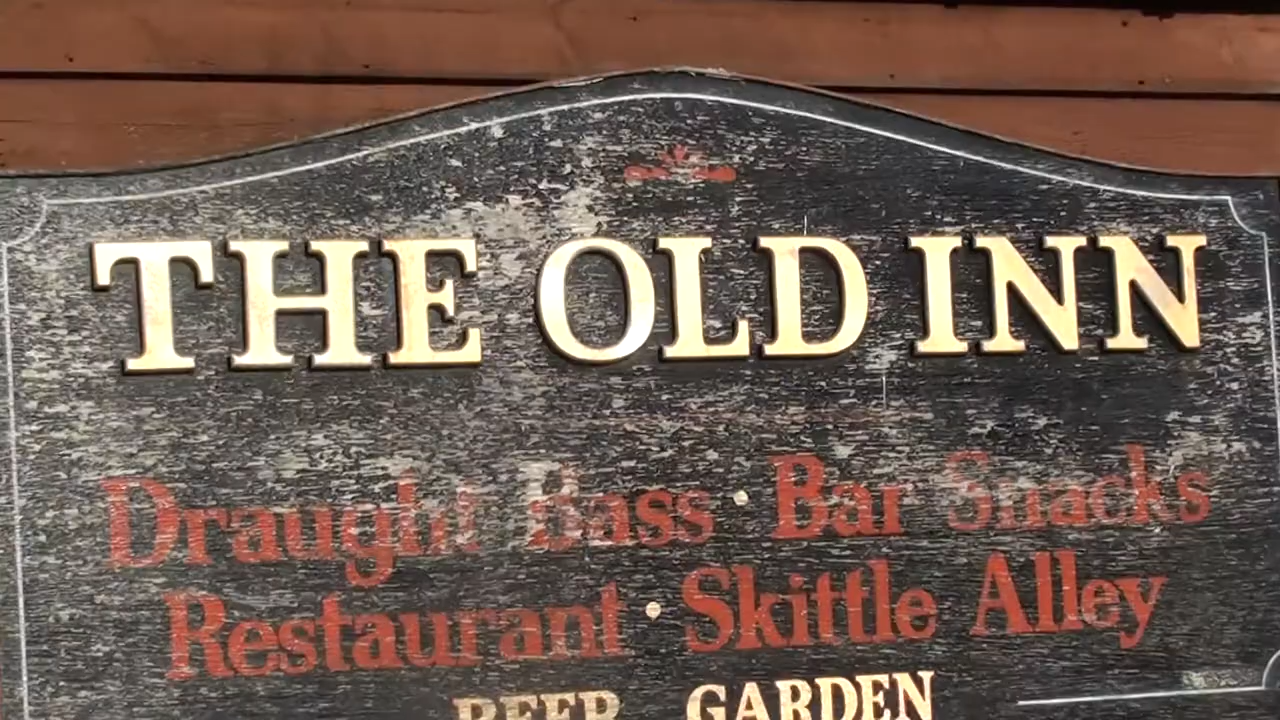 THE OLD INN
Draught Bass · Bar Snacks
Restaurant · Skittle Alley
BEER GARDEN